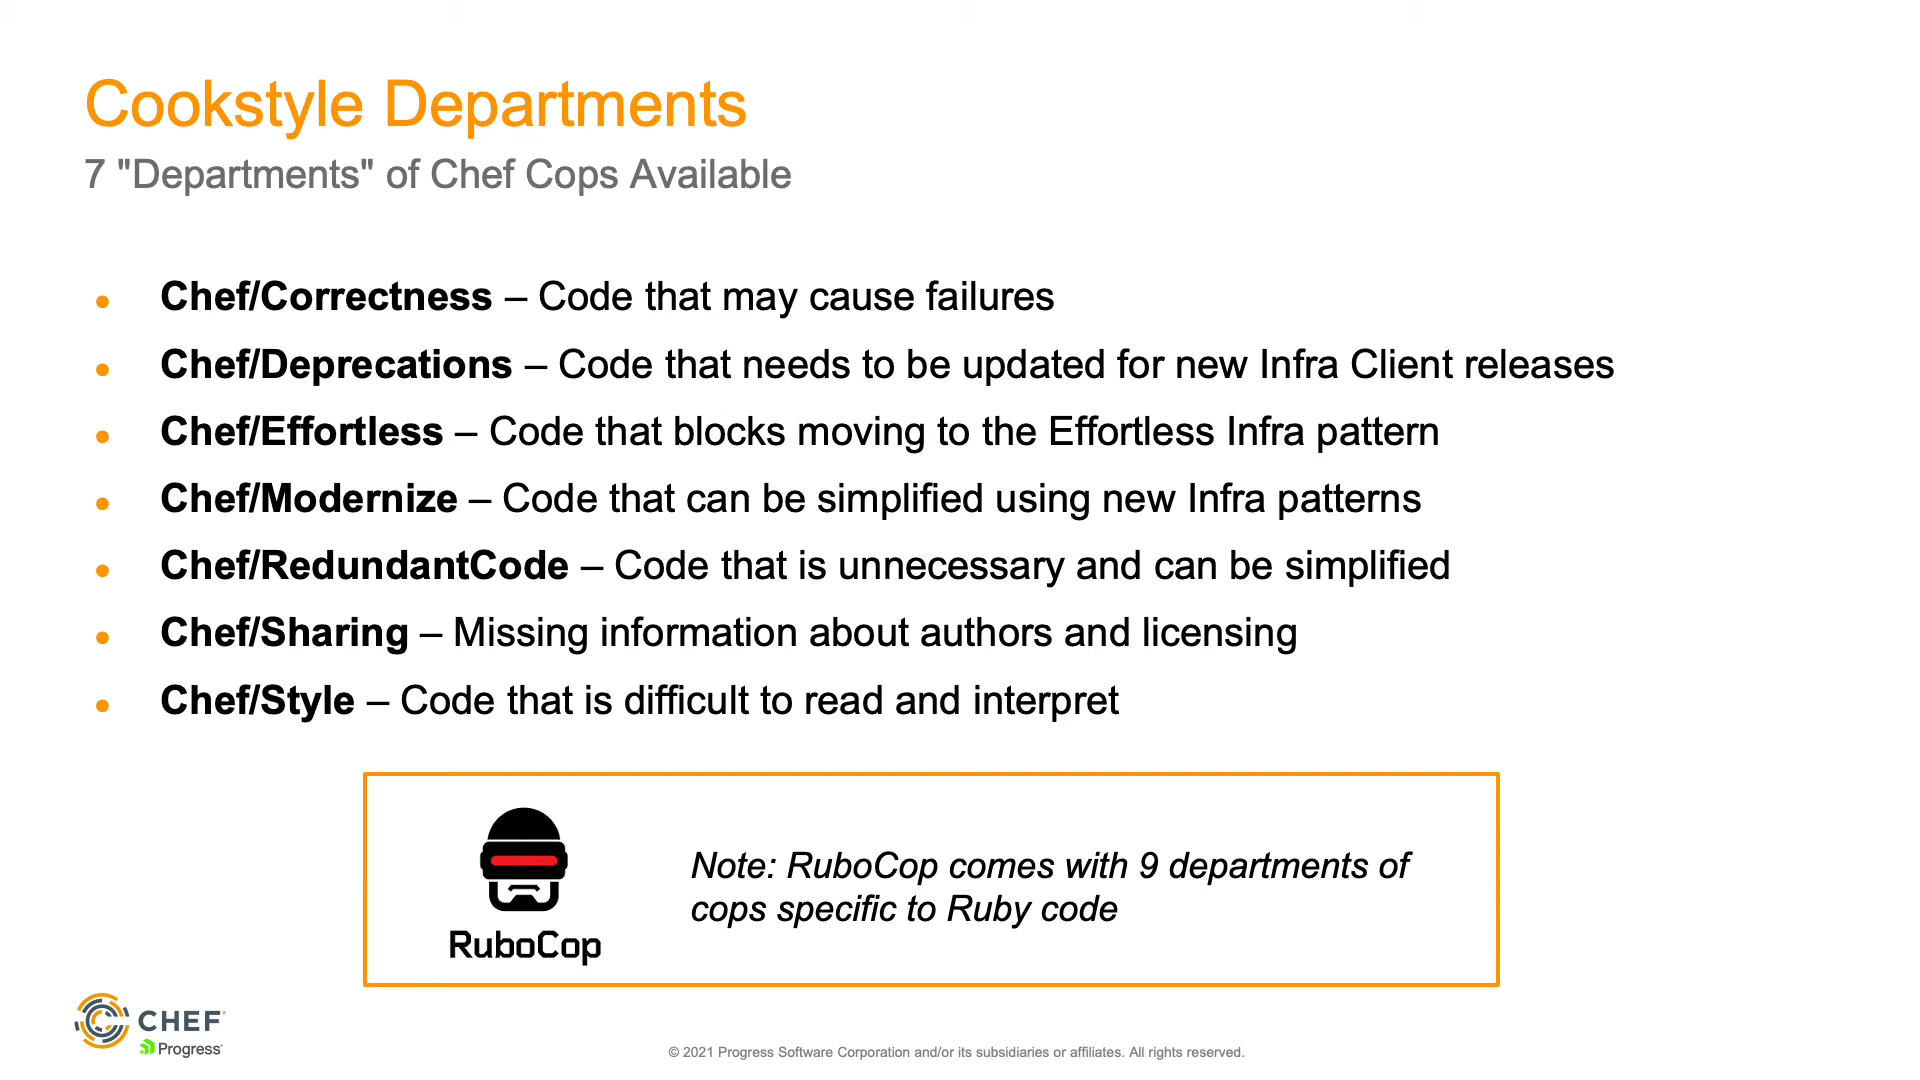 Cookstyle Departments
7 "Departments" of Chef Cops Available
• Chef/Correctness – Code that may cause failures
• Chef/Deprecations – Code that needs to be updated for new Infra Client releases
• Chef/Effortless – Code that blocks moving to the Effortless Infra pattern
• Chef/Modernize – Code that can be simplified using new Infra patterns
• Chef/RedundantCode – Code that is unnecessary and can be simplified
• Chef/Sharing – Missing information about authors and licensing
• Chef/Style – Code that is difficult to read and interpret
Note: RuboCop comes with 9 departments of
cops specific to Ruby code
RuboCop
CHEF
Progress
© 2021 Progress Software Corporation and/or its subsidiaries or affiliates. All rights reserved.